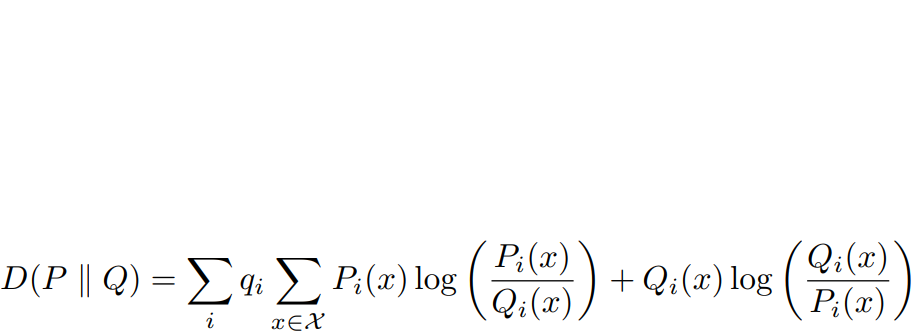 D(P ∥ Q) = ∑_i q_i ∑_{x∈𝒳} P_i(x) log (P_i(x)/Q_i(x)) + Q_i(x) log (Q_i(x)/P_i(x))